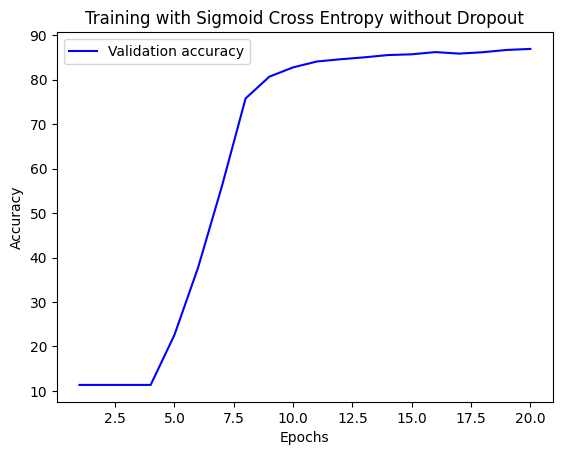 Training with Sigmoid Cross Entropy without Dropout
Validation accuracy
90
80
70
60
50
40
30
20
10
Accuracy
2.5 5.0 7.5 10.0 12.5 15.0 17.5 20.0
Epochs